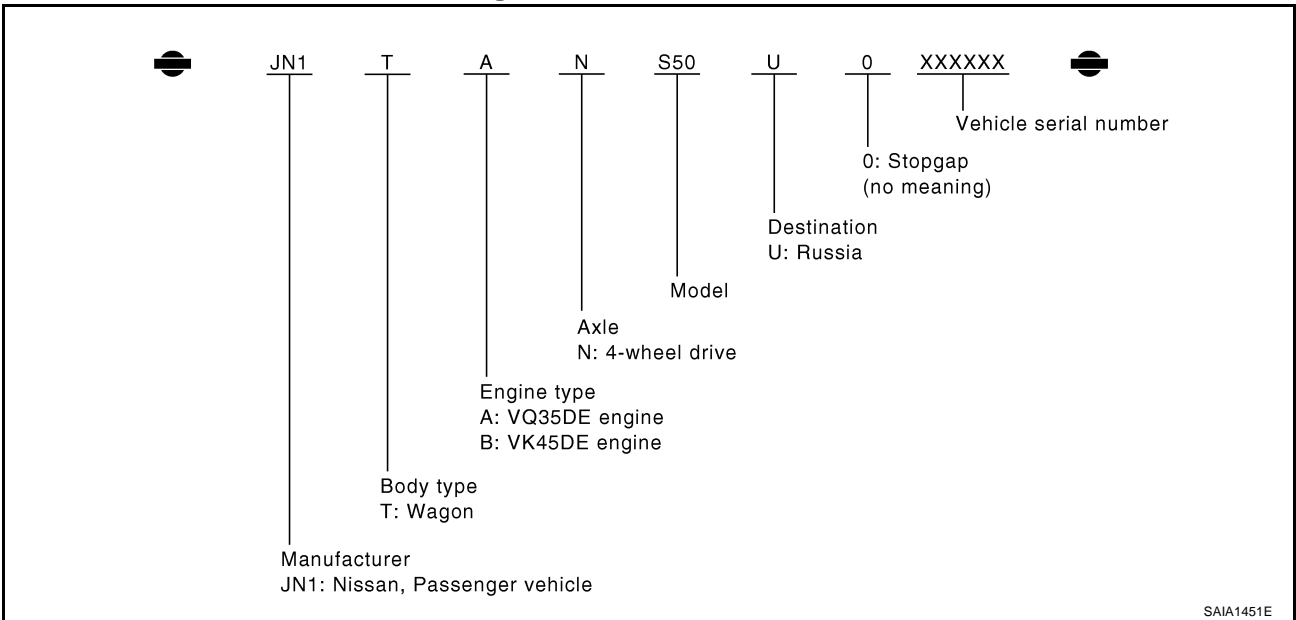 JN1 T A N S50 U 0 XXXXXX
Vehicle serial number
0: Stopgap
(no meaning)
Destination
U: Russia
Model
Axle
N: 4-wheel drive
Engine type
A: VQ35DE engine
B: VK45DE engine
Body type
T: Wagon
Manufacturer
JN1: Nissan, Passenger vehicle
SAIA1451E